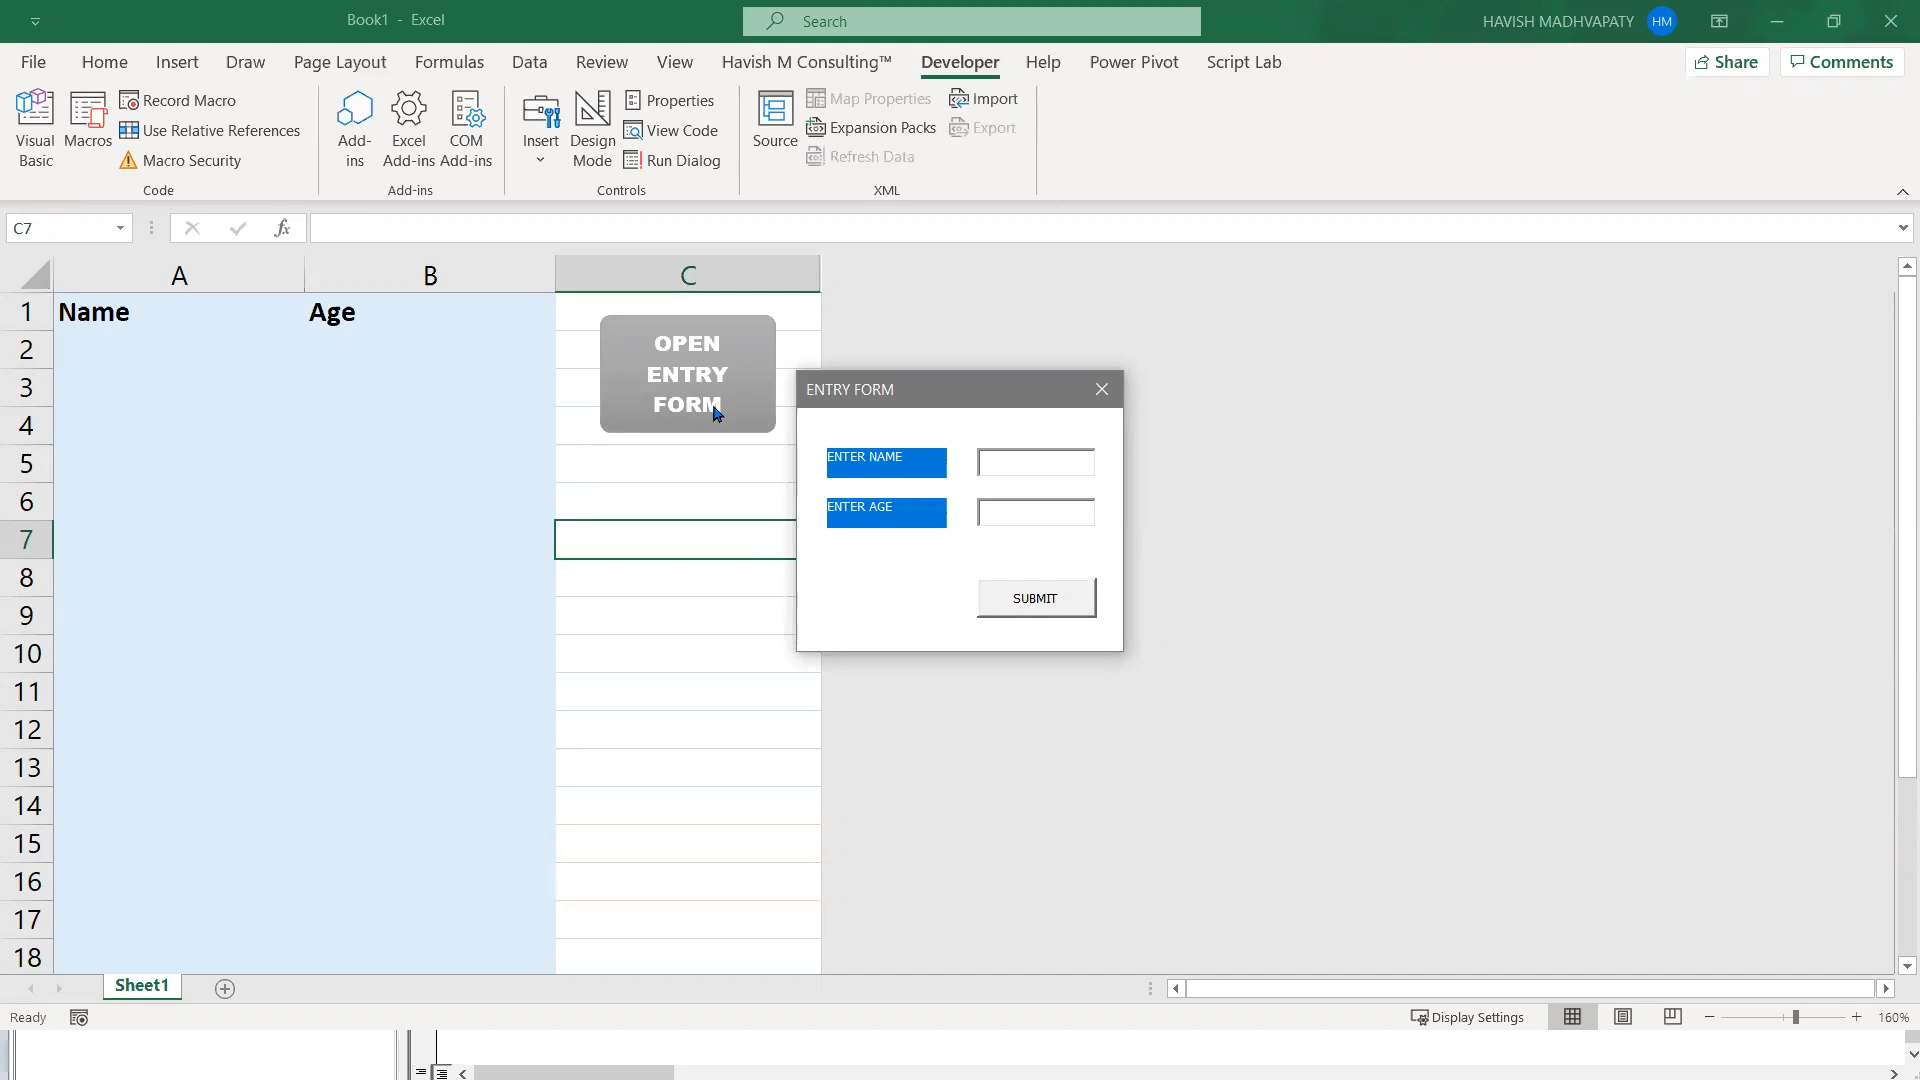 Book1 - Excel
Search
HAVISH MADHVAPATY HM
File Home Insert Draw Page Layout Formulas Data Review View Havish M Consulting™ Developer Help Power Pivot Script Lab Share Comments
Visual Basic
Macros
Record Macro
Use Relative References
Macro Security
Code
Add-ins
Excel Add-ins
COM Add-ins
Add-ins
Insert
Design Mode
Properties
View Code
Run Dialog
Controls
Source
Map Properties
Expansion Packs
Refresh Data
Import
Export
XML
C7
fx
A B C
1 Name Age
2
3
4
5
6
7
8
9
10
11
12
13
14
15
16
17
18
OPEN
ENTRY
FORM
ENTRY FORM
ENTER NAME
ENTER AGE
SUBMIT
Sheet1
Ready
Display Settings
160%